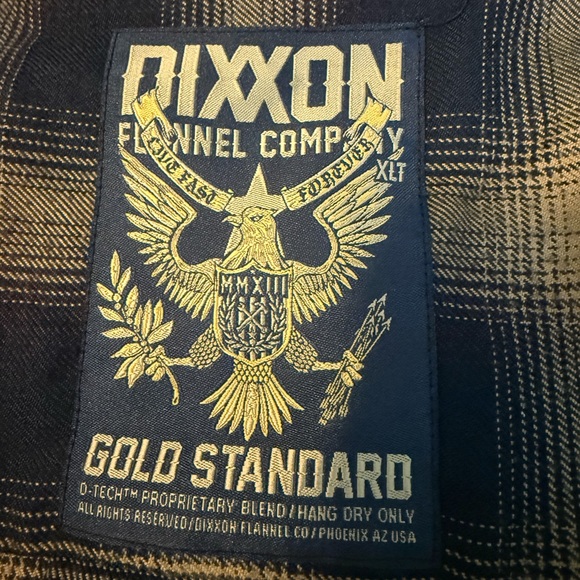 DIXXON
FLANNEL COMPANY
XLT
LIVE FAST
FOREVER
MMXIII
GOLD STANDARD
D-TECH™ PROPRIETARY BLEND/HANG DRY ONLY
ALL RIGHTS RESERVED/DIXXON FLANNEL CO/PHOENIX AZ USA